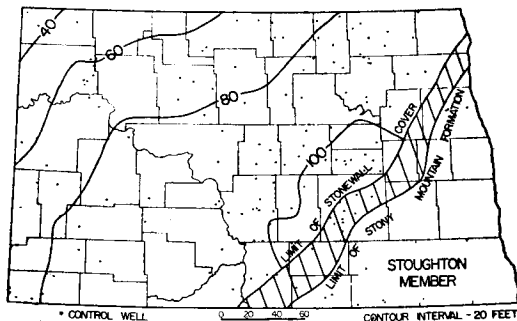 40
60
80
100
LIMIT OF STONEWALL COVER
LIMIT OF STONY MOUNTAIN FORMATION
STOUGHTON
MEMBER
* CONTROL WELL
0 20 40 60
CONTOUR INTERVAL - 20 FEET